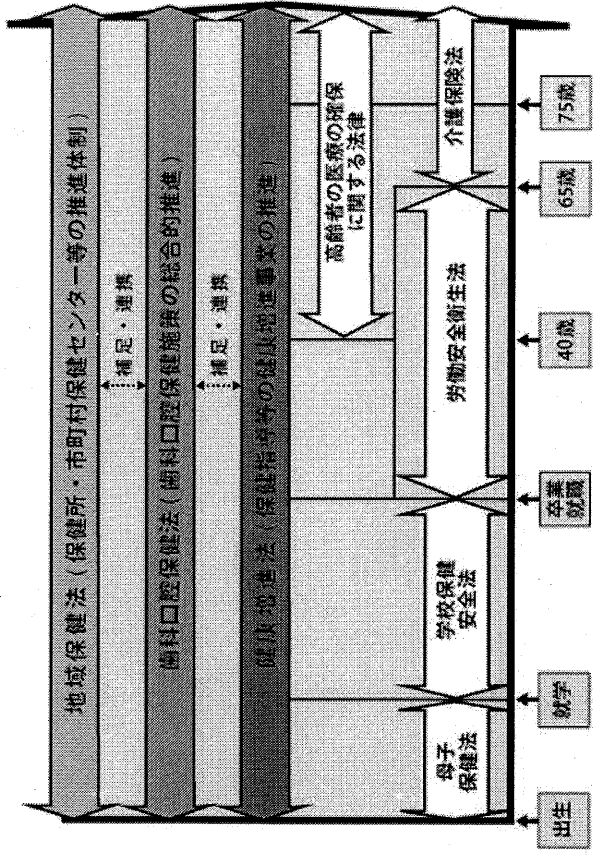 地域保健法（保健所・市町村保健センター等の推進体制）
補足・連携
歯科口腔保健法（歯科口腔保健施策の総合的推進）
補足・連携
健康増進法（保健指導等の健康増進事業の推進）
高齢者の医療の確保
に関する法律
母子
保健法
学校保健
安全法
労働安全衛生法
介護保険法
出生
就学
卒業
就職
40歳
65歳
75歳